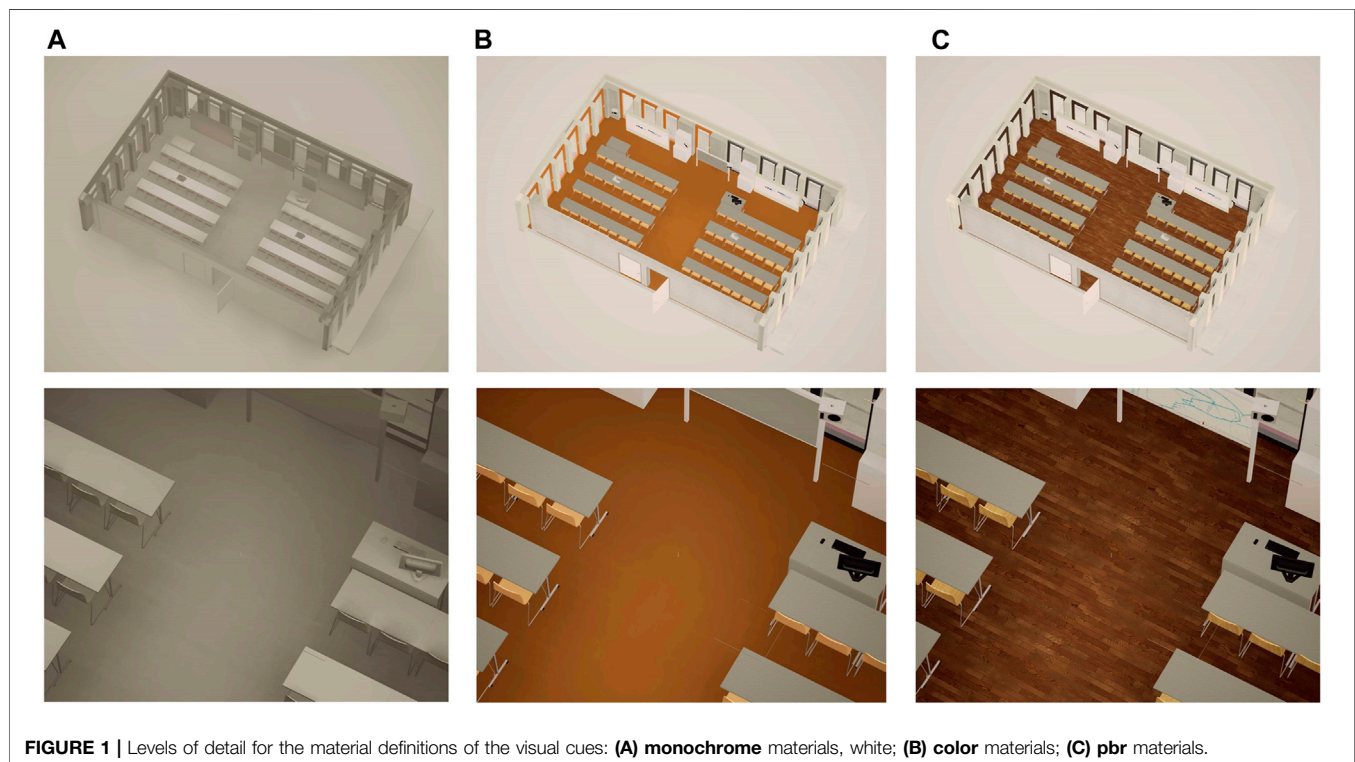 A
B
C
FIGURE 1 | Levels of detail for the material definitions of the visual cues: (A) monochrome materials, white; (B) color materials; (C) pbr materials.